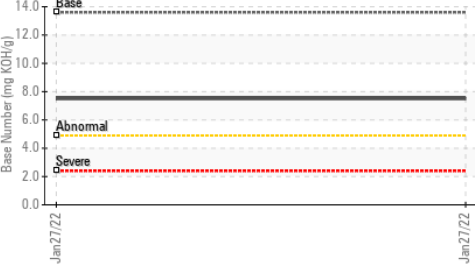 Base Number (mg KOH/g)
14.0
12.0
10.0
8.0
6.0
4.0
2.0
0.0
Base
Abnormal
Severe
Jan27/22
Jan27/22